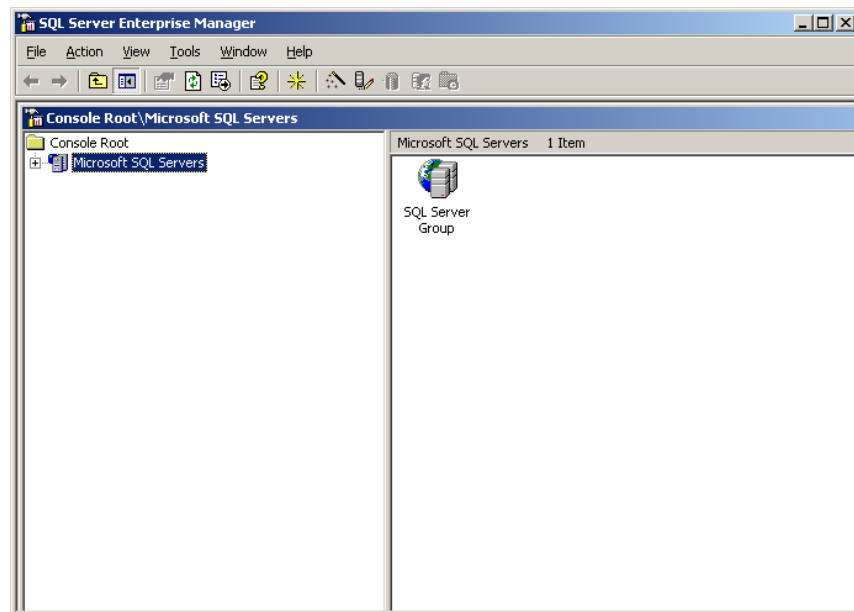 SQL Server Enterprise Manager
File Action View Tools Window Help
Console Root\Microsoft SQL Servers
Console Root
Microsoft SQL Servers
Microsoft SQL Servers 1 Item
SQL Server
Group